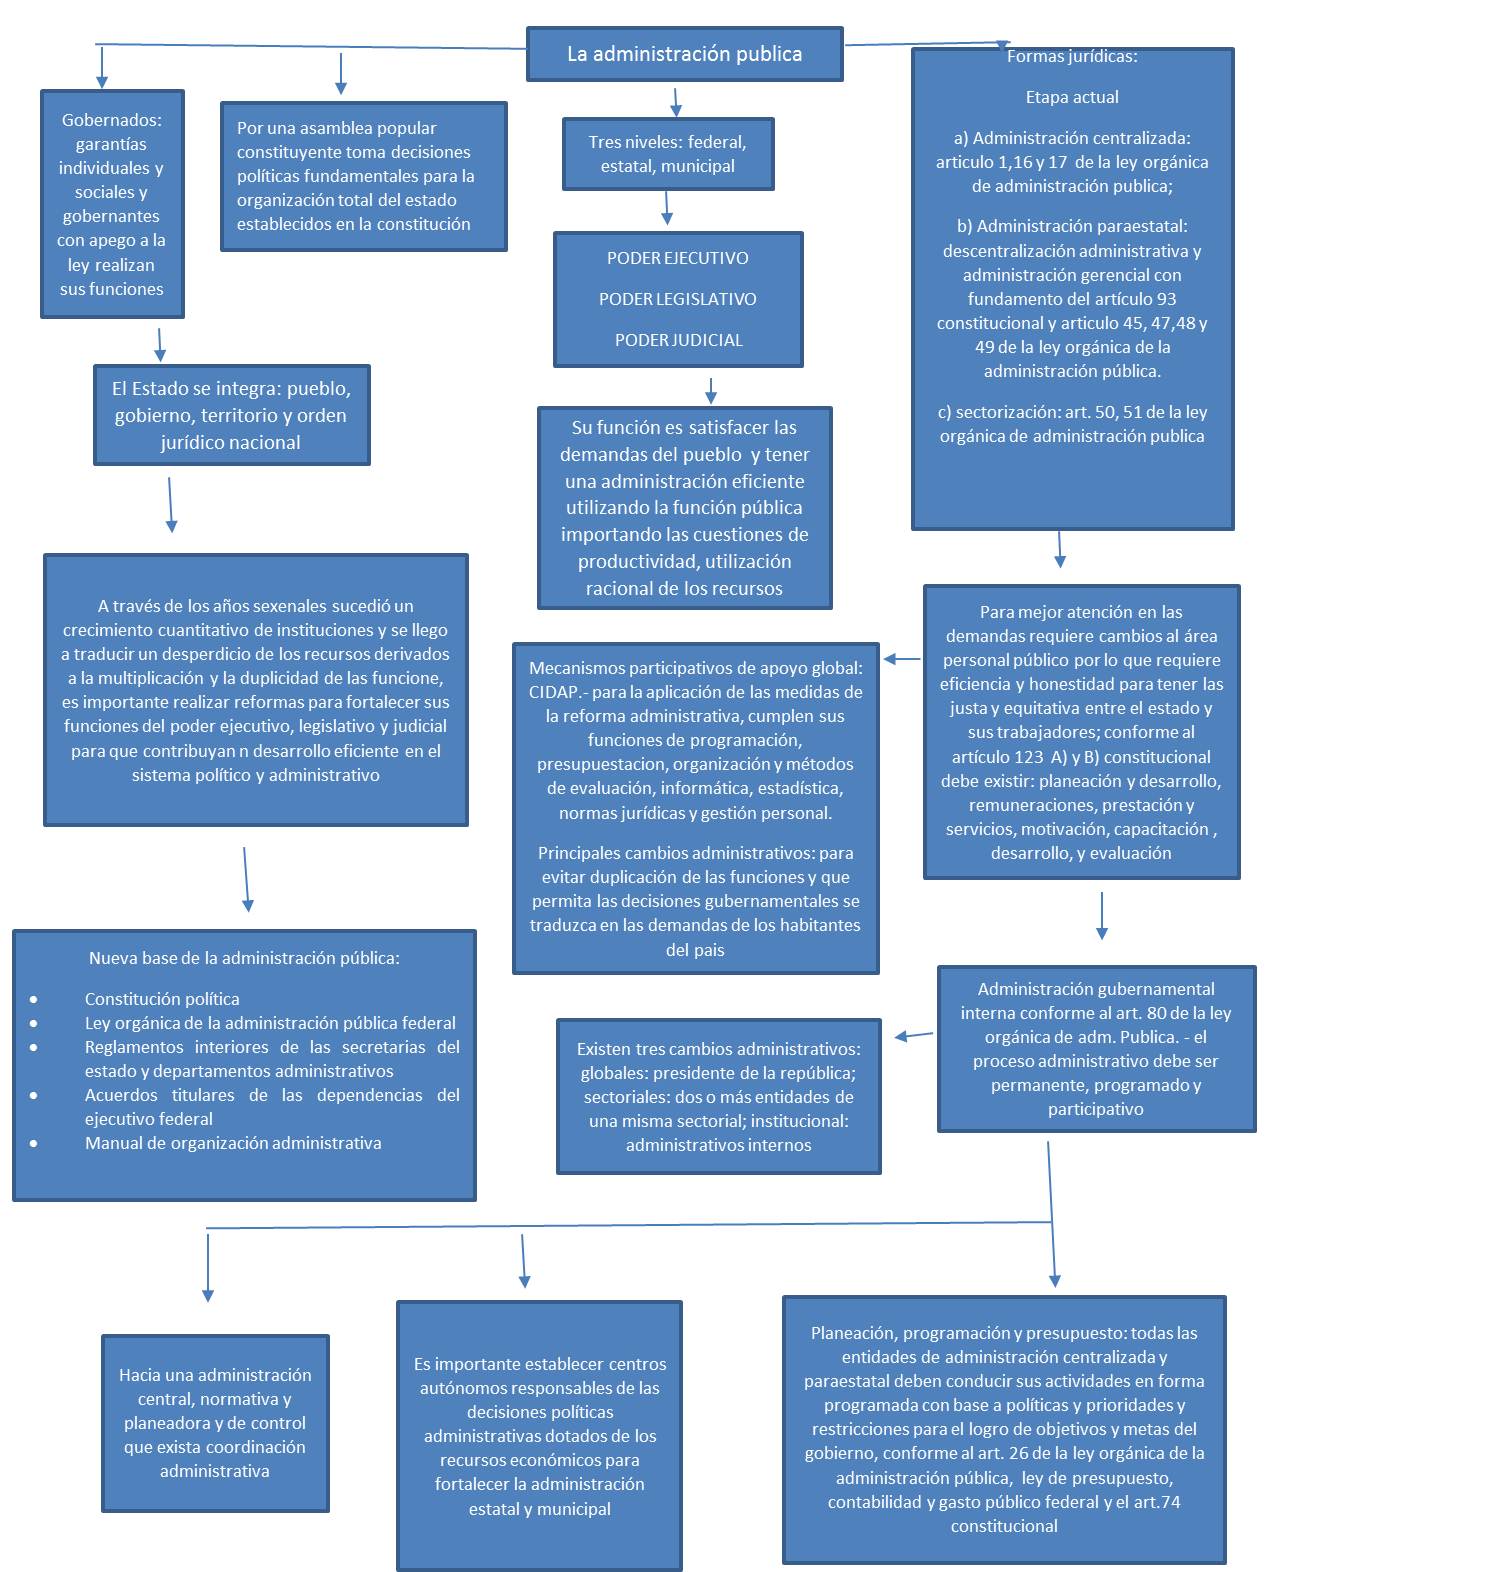 La administración publica
Gobernados:
garantías
individuales y
sociales y
gobernantes
con apego a la
ley realizan
sus funciones
Por una asamblea popular
constituyente toma decisiones
políticas fundamentales para la
organización total del estado
establecidos en la constitución
Tres niveles: federal,
estatal, municipal
Formas jurídicas:
Etapa actual
a) Administración centralizada:
articulo 1,16 y 17 de la ley orgánica
de administración publica;
b) Administración paraestatal:
descentralización administrativa y
administración gerencial con
fundamento del artículo 93
constitucional y articulo 45, 47,48 y
49 de la ley orgánica de la
administración pública.
c) sectorización: art. 50, 51 de la ley
orgánica de administración publica
PODER EJECUTIVO
PODER LEGISLATIVO
PODER JUDICIAL
El Estado se integra: pueblo,
gobierno, territorio y orden
jurídico nacional
Su función es satisfacer las
demandas del pueblo y tener
una administración eficiente
utilizando la función pública
importando las cuestiones de
productividad, utilización
racional de los recursos
A través de los años sexenales sucedió un
crecimiento cuantitativo de instituciones y se llego
a traducir un desperdicio de los recursos derivados
a la multiplicación y la duplicidad de las funcione,
es importante realizar reformas para fortalecer sus
funciones del poder ejecutivo, legislativo y judicial
para que contribuyan n desarrollo eficiente en el
sistema político y administrativo
Mecanismos participativos de apoyo global:
CIDAP.- para la aplicación de las medidas de
la reforma administrativa, cumplen sus
funciones de programación,
presupuestacion, organización y métodos
de evaluación, informática, estadística,
normas jurídicas y gestión personal.
Principales cambios administrativos: para
evitar duplicación de las funciones y que
permita las decisiones gubernamentales se
traduzca en las demandas de los habitantes
del pais
Para mejor atención en las
demandas requiere cambios al área
personal público por lo que requiere
eficiencia y honestidad para tener las
justa y equitativa entre el estado y
sus trabajadores; conforme al
artículo 123 A) y B) constitucional
debe existir: planeación y desarrollo,
remuneraciones, prestación y
servicios, motivación, capacitación ,
desarrollo, y evaluación
Nueva base de la administración pública:
• Constitución política
• Ley orgánica de la administración pública federal
• Reglamentos interiores de las secretarias del
estado y departamentos administrativos
• Acuerdos titulares de las dependencias del
ejecutivo federal
• Manual de organización administrativa
Existen tres cambios administrativos:
globales: presidente de la república;
sectoriales: dos o más entidades de
una misma sectorial; institucional:
administrativos internos
Administración gubernamental
interna conforme al art. 80 de la ley
orgánica de adm. Publica. - el
proceso administrativo debe ser
permanente, programado y
participativo
Hacia una administración
central, normativa y
planeadora y de control
que exista coordinación
administrativa
Es importante establecer centros
autónomos responsables de las
decisiones políticas
administrativas dotados de los
recursos económicos para
fortalecer la administración
estatal y municipal
Planeación, programación y presupuesto: todas las
entidades de administración centralizada y
paraestatal deben conducir sus actividades en forma
programada con base a políticas y prioridades y
restricciones para el logro de objetivos y metas del
gobierno, conforme al art. 26 de la ley orgánica de la
administración pública, ley de presupuesto,
contabilidad y gasto público federal y el art.74
constitucional